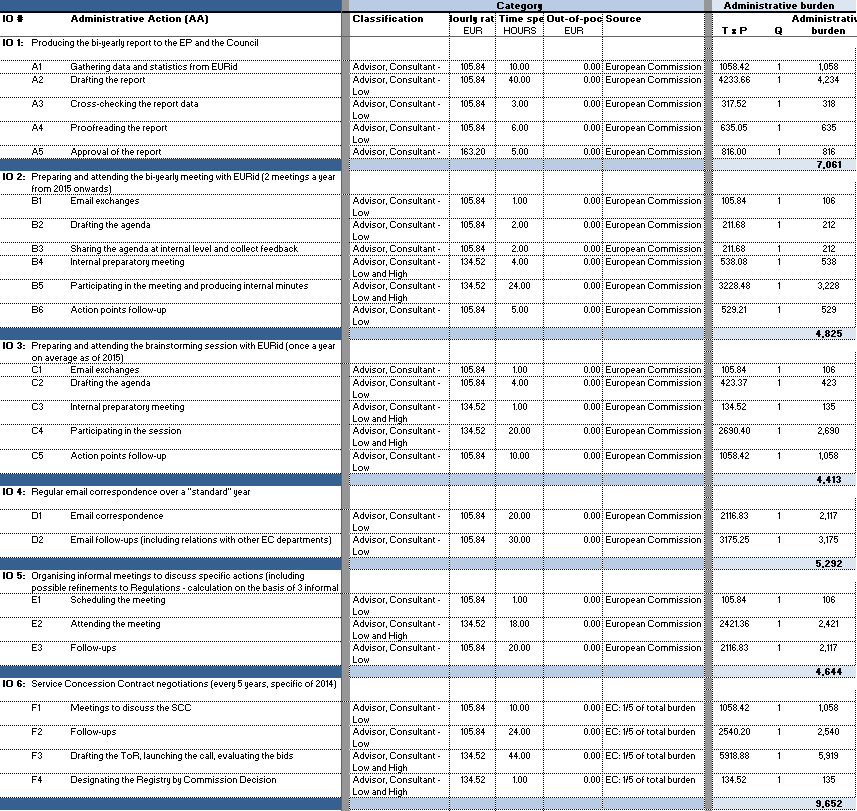 Category Administrative burden
IO # Administrative Action (AA) Classification Hourly rat Time spe Out-of-poc Source Administrativ
EUR HOURS EUR T x P Q burden
IO 1: Producing the bi-yearly report to the EP and the Council
A1 Gathering data and statistics from EURid Advisor, Consultant - 105.84 10.00 0.00 European Commission 1058.42 1 1,058
A2 Drafting the report Advisor, Consultant - 105.84 40.00 0.00 European Commission 4233.66 1 4,234
Low
A3 Cross-checking the report data Advisor, Consultant - 105.84 3.00 0.00 European Commission 317.52 1 318
Low
A4 Proofreading the report Advisor, Consultant - 105.84 6.00 0.00 European Commission 635.05 1 635
Low
A5 Approval of the report Advisor, Consultant - 163.20 5.00 0.00 European Commission 816.00 1 816
7,061
IO 2: Preparing and attending the bi-yearly meeting with EURid (2 meetings a year
from 2015 onwards)
B1 Email exchanges Advisor, Consultant - 105.84 1.00 0.00 European Commission 105.84 1 106
Low
B2 Drafting the agenda Advisor, Consultant - 105.84 2.00 0.00 European Commission 211.68 1 212
Low
B3 Sharing the agenda at internal level and collect feedback Advisor, Consultant - 105.84 2.00 0.00 European Commission 211.68 1 212
B4 Internal preparatory meeting Advisor, Consultant - 134.52 4.00 0.00 European Commission 538.08 1 538
Low and High
B5 Participating in the meeting and producing internal minutes Advisor, Consultant - 134.52 24.00 0.00 European Commission 3228.48 1 3,228
Low and High
B6 Action points follow-up Advisor, Consultant - 105.84 5.00 0.00 European Commission 529.21 1 529
Low
4,825
IO 3: Preparing and attending the brainstorming session with EURid (once a year
on average as of 2015)
C1 Email exchanges Advisor, Consultant - 105.84 1.00 0.00 European Commission 105.84 1 106
C2 Drafting the agenda Advisor, Consultant - 105.84 4.00 0.00 European Commission 423.37 1 423
Low
C3 Internal preparatory meeting Advisor, Consultant - 134.52 1.00 0.00 European Commission 134.52 1 135
Low and High
C4 Participating in the session Advisor, Consultant - 134.52 20.00 0.00 European Commission 2690.40 1 2,690
Low and High
C5 Action points follow-up Advisor, Consultant - 105.84 10.00 0.00 European Commission 1058.42 1 1,058
Low
4,413
IO 4: Regular email correspondence over a "standard" year
D1 Email correspondence Advisor, Consultant - 105.84 20.00 0.00 European Commission 2116.83 1 2,117
Low
D2 Email follow-ups (including relations with other EC departments) Advisor, Consultant - 105.84 30.00 0.00 European Commission 3175.25 1 3,175
Low
5,292
IO 5: Organising informal meetings to discuss specific actions (including
possible refinements to Regulations - calculation on the basis of 3 informal
E1 Scheduling the meeting Advisor, Consultant - 105.84 1.00 0.00 European Commission 105.84 1 106
Low
E2 Attending the meeting Advisor, Consultant - 134.52 18.00 0.00 European Commission 2421.36 1 2,421
Low and High
E3 Follow-ups Advisor, Consultant - 105.84 20.00 0.00 European Commission 2116.83 1 2,117
Low
4,644
IO 6: Service Concession Contract negotiations (every 5 years, specific of 2014)
F1 Meetings to discuss the SCC Advisor, Consultant - 105.84 10.00 0.00 EC: 1/5 of total burden 1058.42 1 1,058
Low
F2 Follow-ups Advisor, Consultant - 105.84 24.00 0.00 EC: 1/5 of total burden 2540.20 1 2,540
Low
F3 Drafting the ToR, launching the call, evaluating the bids Advisor, Consultant - 134.52 44.00 0.00 EC: 1/5 of total burden 5918.88 1 5,919
Low and High
F4 Designating the Registry by Commission Decision Advisor, Consultant - 134.52 1.00 0.00 EC: 1/5 of total burden 134.52 1 135
Low and High
9,652